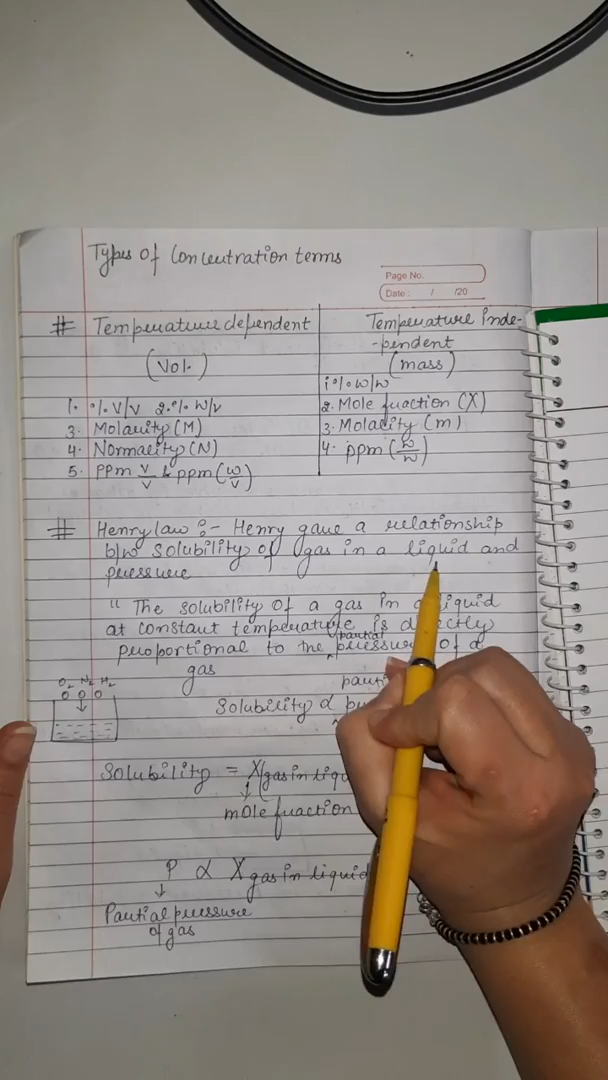 Types of Concentration terms
Page No.
Date : / /20
# Temperature dependent
(Vol.)
1. % V/V 2. % W/V
3. Molarity (M)
4. Normality (N)
5. PPm V/V & PPm (W/V)
Temperature Inde-
-pendent
(mass)
1 % W/W
2. Mole fraction (X)
3. Molality (m)
4. ppm (W/W)
# Henry law :- Henry gave a relationship
b/w solubility of gas in a liquid and
pressure
" The solubility of a gas in liquid
at constant temperature is directly
partial
proportional to the pressure of a
gas
O2 N2 H2
Solubility ∝
Solubility = X(gas in
mole fraction
P ∝ X gas in liquid
Partial pressure
of gas